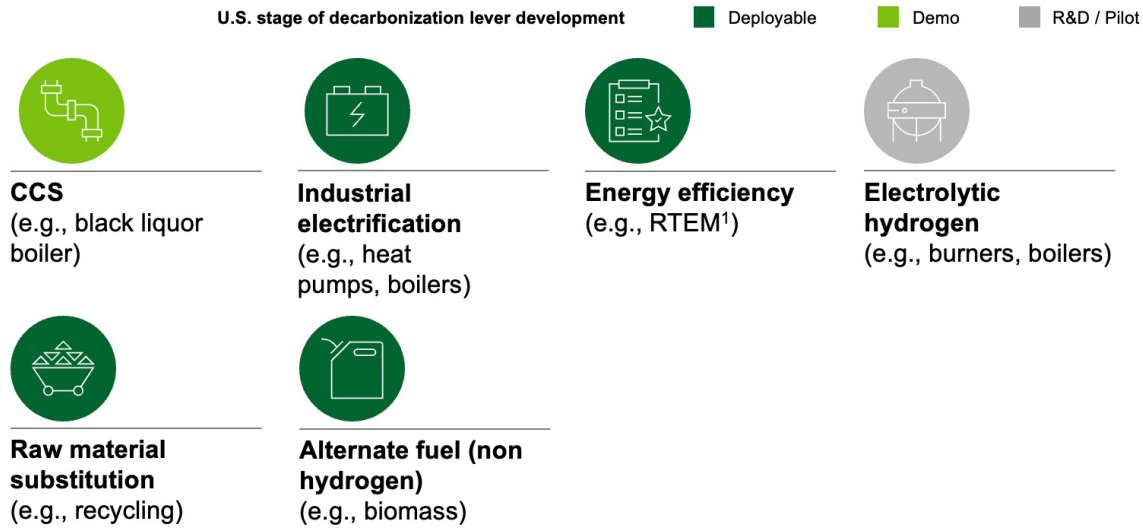 U.S. stage of decarbonization lever development
Deployable
Demo
R&D / Pilot
CCS
(e.g., black liquor
boiler)
Industrial
electrification
(e.g., heat
pumps, boilers)
Energy efficiency
(e.g., RTEM¹)
Electrolytic
hydrogen
(e.g., burners, boilers)
Raw material
substitution
(e.g., recycling)
Alternate fuel (non
hydrogen)
(e.g., biomass)